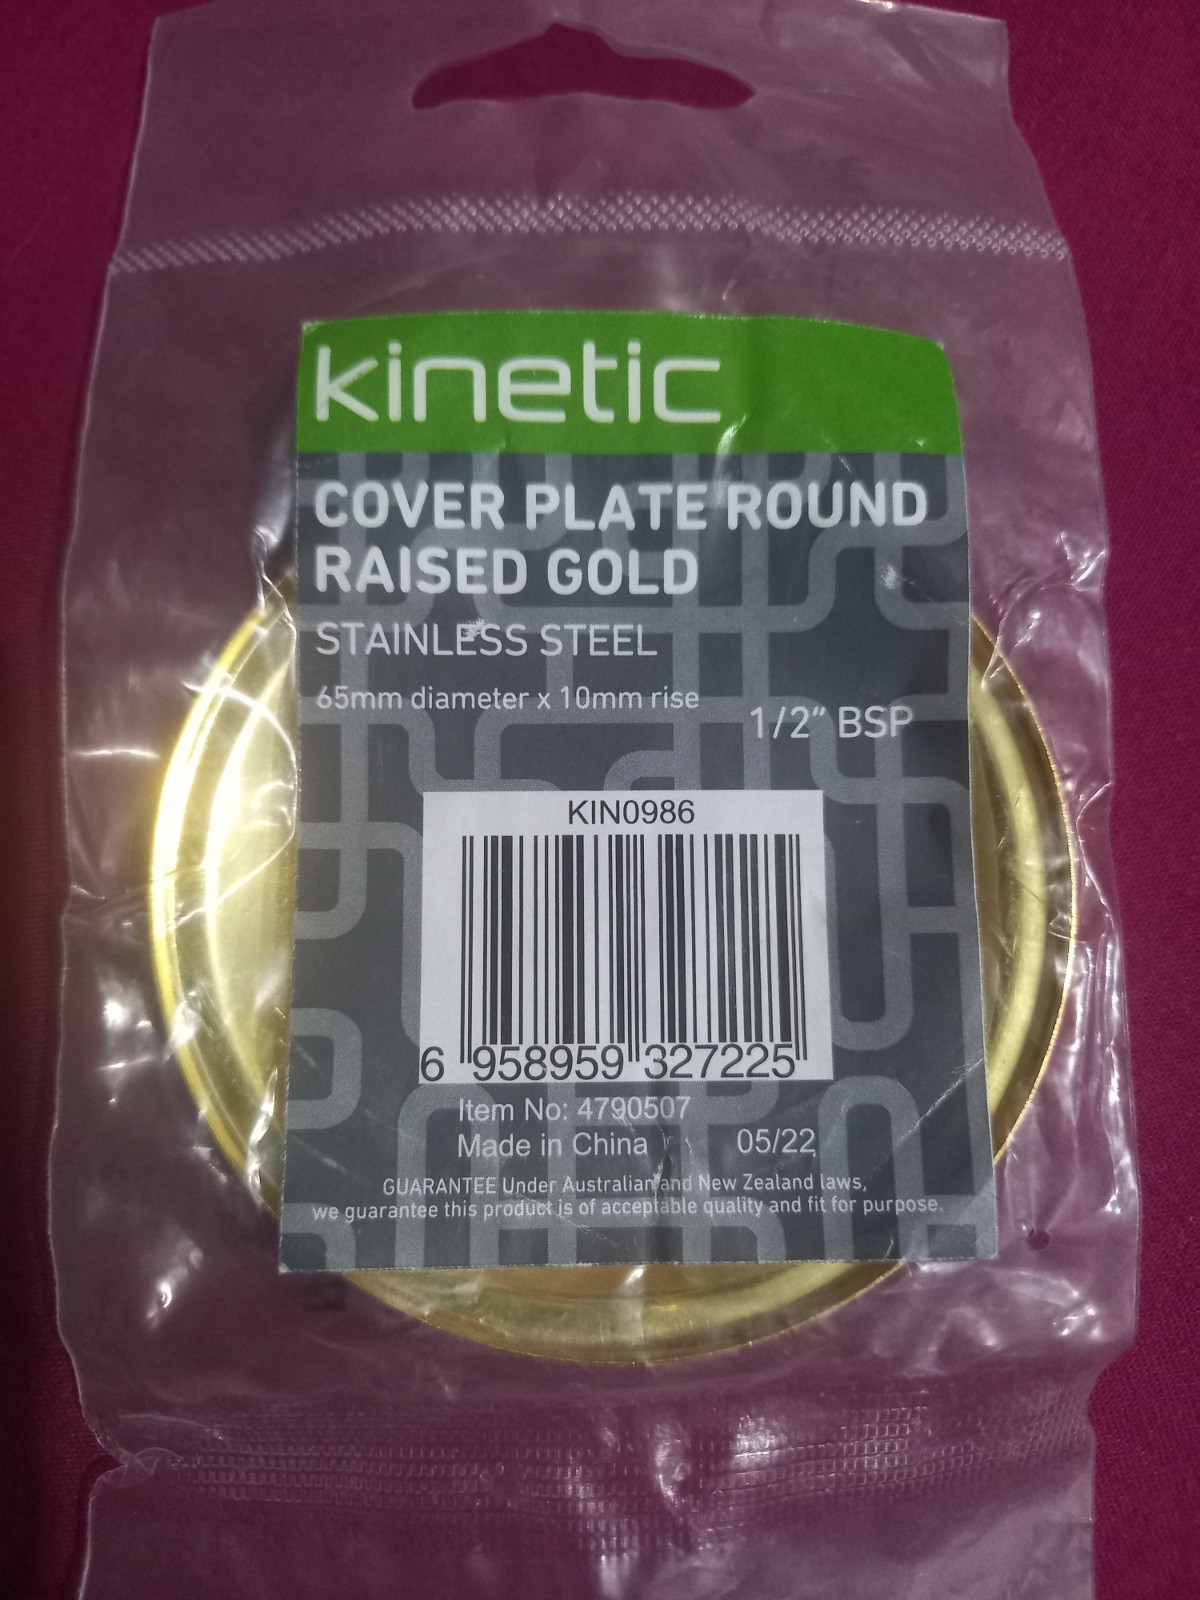 kinetic
COVER PLATE ROUND
RAISED GOLD
STAINLESS STEEL
65mm diameter x 10mm rise
1/2" BSP
KIN0986
6 958959 327225
Item No: 4790507
Made in China 05/22
GUARANTEE Under Australian and New Zealand laws,
we guarantee this product is of acceptable quality and fit for purpose.